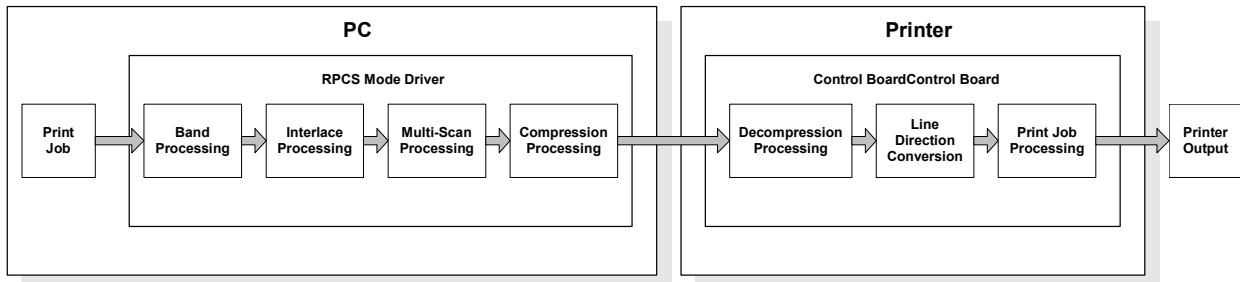 PC
Printer
RPCS Mode Driver
Control BoardControl Board
Print
Job
Band
Processing
Interlace
Processing
Multi-Scan
Processing
Compression
Processing
Decompression
Processing
Line
Direction
Conversion
Print Job
Processing
Printer
Output